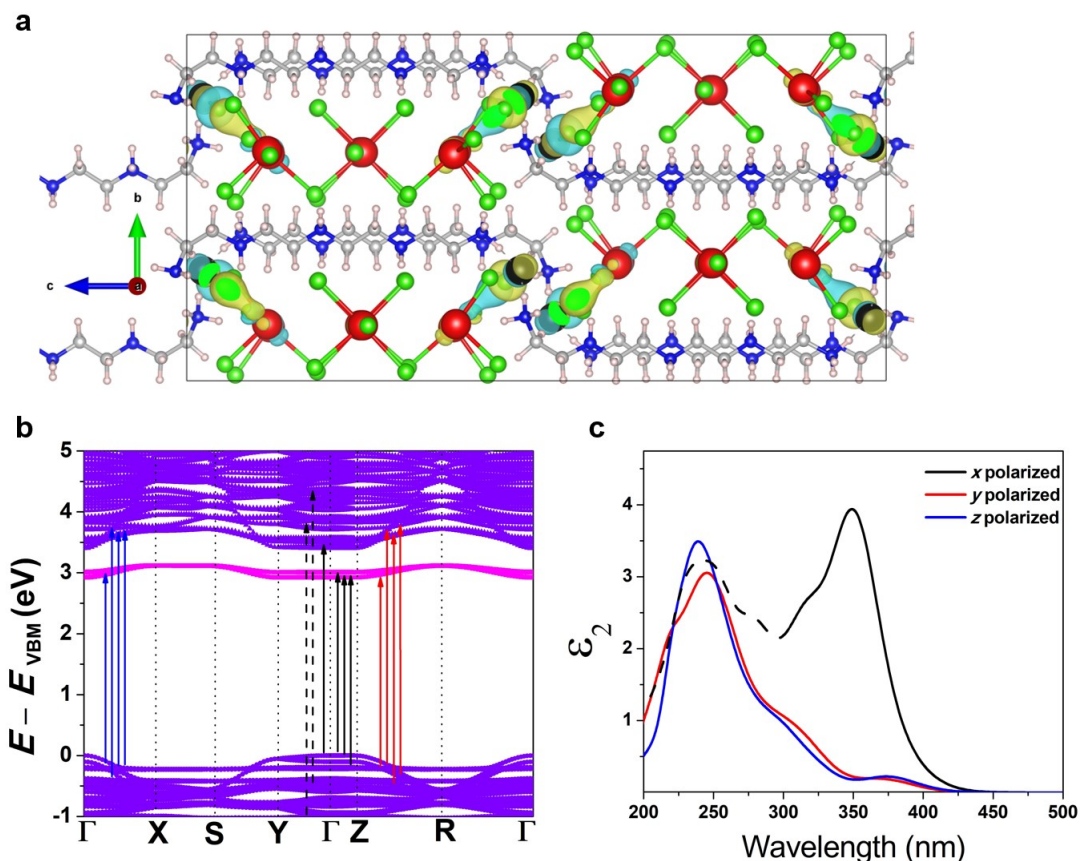 a
b
c
a
b
5
4
3
2
1
0
-1
E – E VBM (eV)
Γ X S Y Γ Z R Γ
c
x polarized
y polarized
z polarized
4
3
2
1
ε2
200 250 300 350 400 450 500
Wavelength (nm)